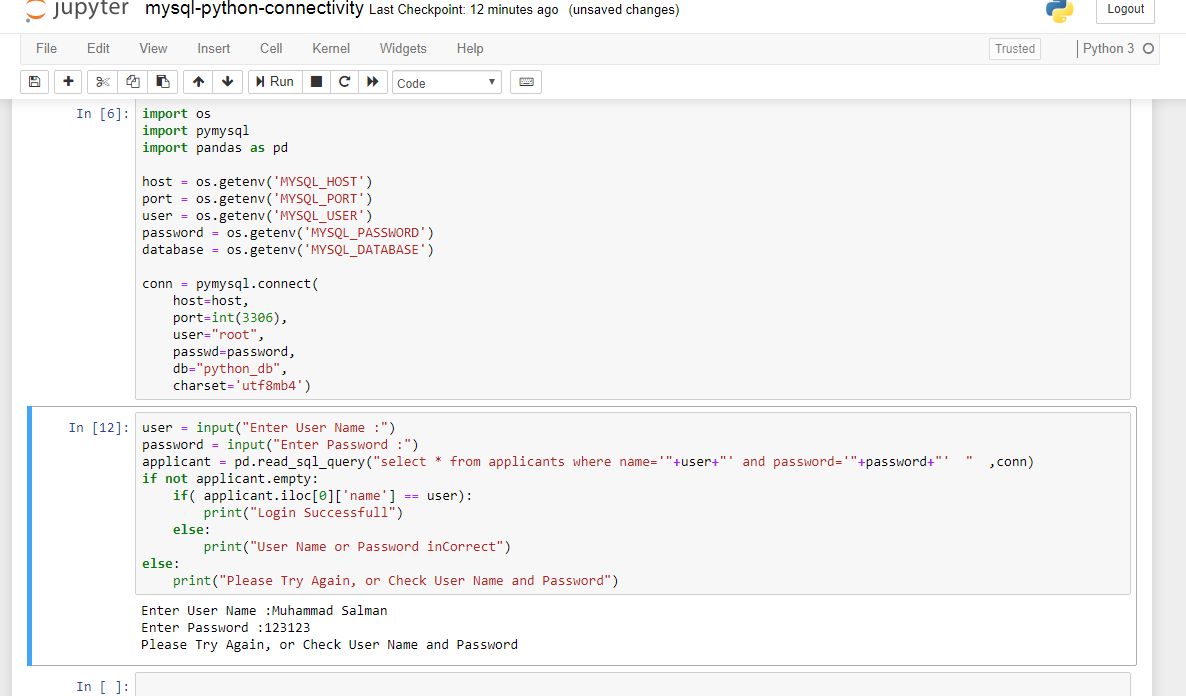 jupyter mysql-python-connectivity Last Checkpoint: 12 minutes ago (unsaved changes)
Logout
File Edit View Insert Cell Kernel Widgets Help
Trusted Python 3
Run Code
In [6]: import os
import pymysql
import pandas as pd
host = os.getenv('MYSQL_HOST')
port = os.getenv('MYSQL_PORT')
user = os.getenv('MYSQL_USER')
password = os.getenv('MYSQL_PASSWORD')
database = os.getenv('MYSQL_DATABASE')
conn = pymysql.connect(
    host=host,
    port=int(3306),
    user="root",
    passwd=password,
    db="python_db",
    charset='utf8mb4')
In [12]: user = input("Enter User Name :")
password = input("Enter Password :")
applicant = pd.read_sql_query("select * from applicants where name='"+user+"' and password='"+password+"'  "  ,conn)
if not applicant.empty:
    if( applicant.iloc[0]['name'] == user):
        print("Login Successfull")
    else:
        print("User Name or Password inCorrect")
else:
    print("Please Try Again, or Check User Name and Password")
Enter User Name :Muhammad Salman
Enter Password :123123
Please Try Again, or Check User Name and Password
In [ ]: